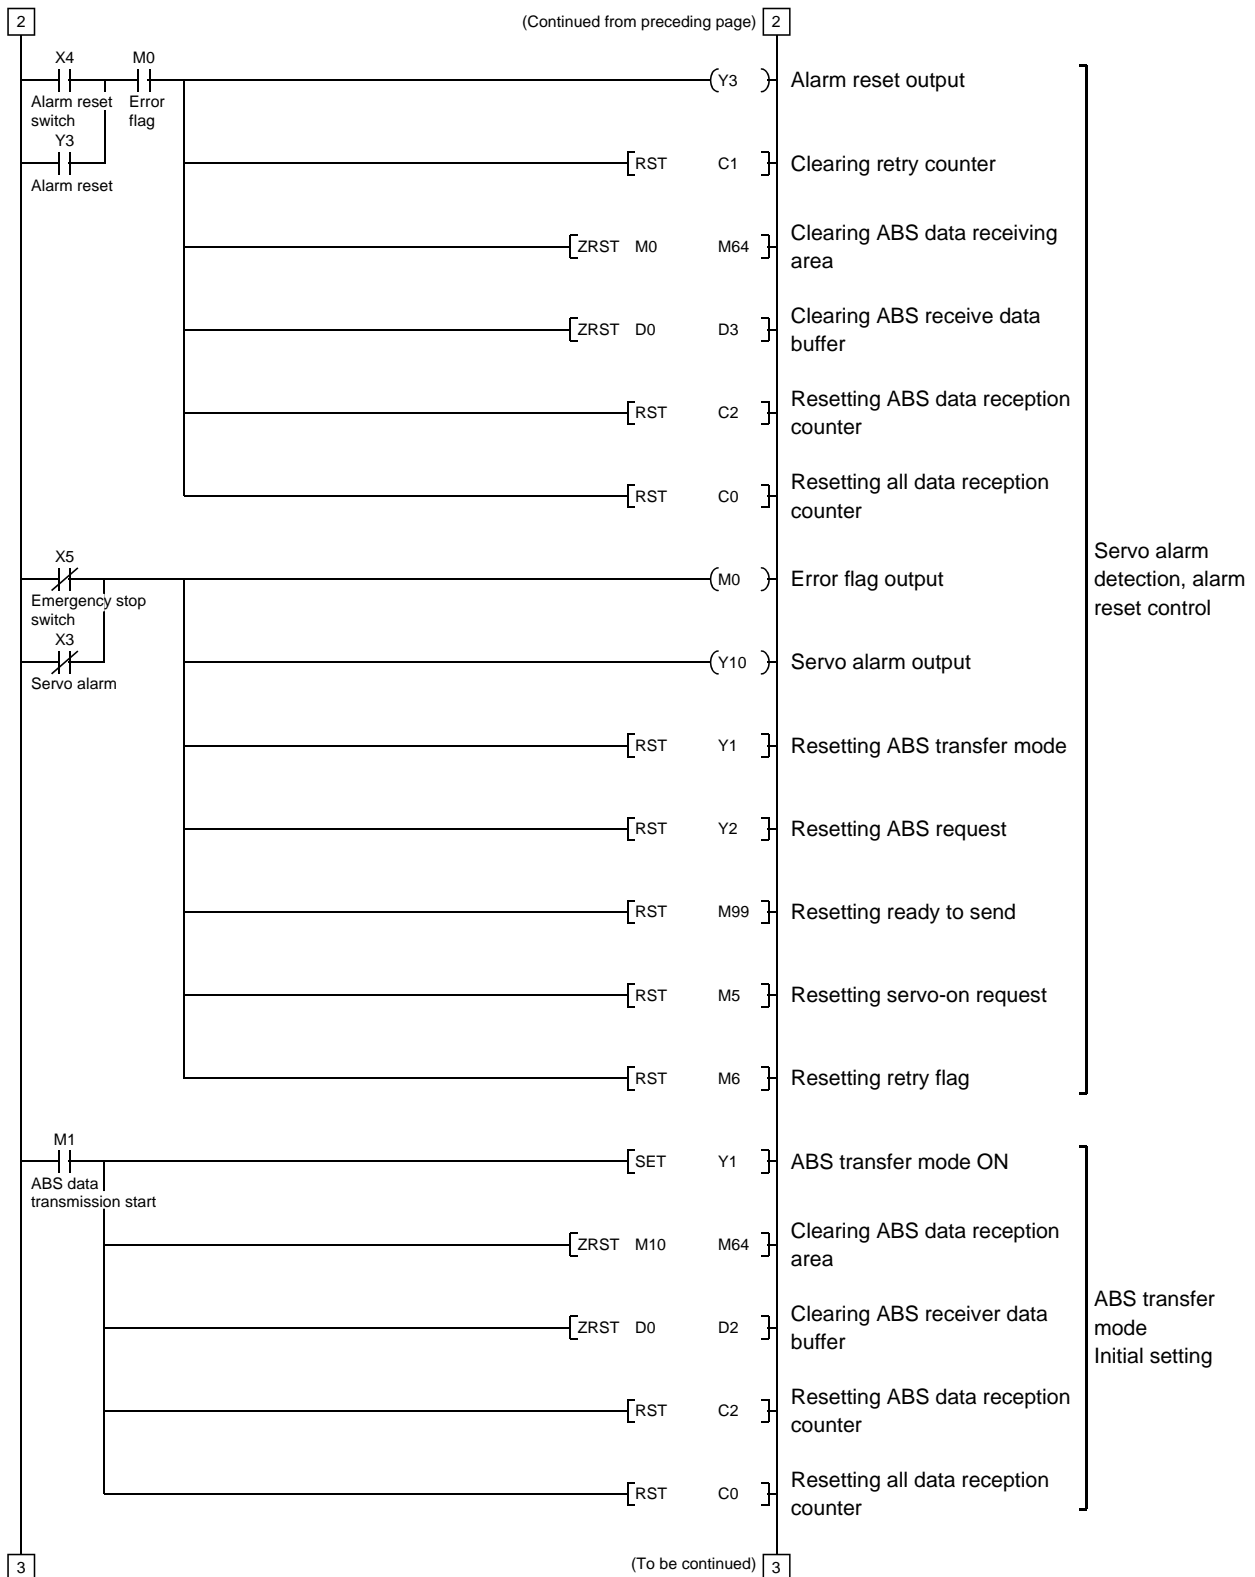 2 (Continued from preceding page) 2
X4 M0
Y3 Alarm reset output
Alarm reset Error
switch flag
Y3
RST C1 Clearing retry counter
Alarm reset
ZRST M0 M64 Clearing ABS data receiving
area
ZRST D0 D3 Clearing ABS receive data
buffer
RST C2 Resetting ABS data reception
counter
RST C0 Resetting all data reception
counter
X5
M0 Error flag output
Emergency stop
switch
X3
Y10 Servo alarm output
Servo alarm
Servo alarm
detection, alarm
reset control
RST Y1 Resetting ABS transfer mode
RST Y2 Resetting ABS request
RST M99 Resetting ready to send
RST M5 Resetting servo-on request
RST M6 Resetting retry flag
M1
SET Y1 ABS transfer mode ON
ABS data
transmission start
ZRST M10 M64 Clearing ABS data reception
area
ZRST D0 D2 Clearing ABS receiver data
buffer
ABS transfer
mode
Initial setting
RST C2 Resetting ABS data reception
counter
RST C0 Resetting all data reception
counter
3 (To be continued) 3